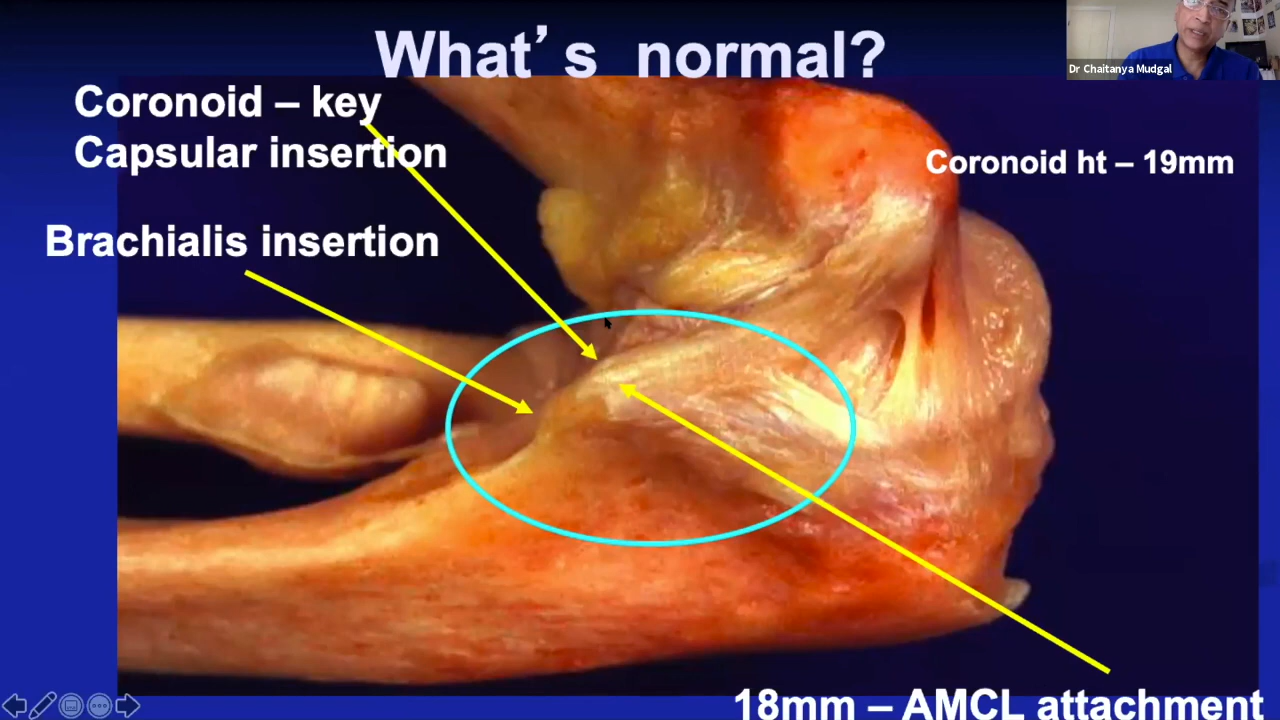 What's normal?
Dr Chaitanya Mudgal
Coronoid – key
Capsular insertion
Coronoid ht – 19mm
Brachialis insertion
18mm – AMCL attachment